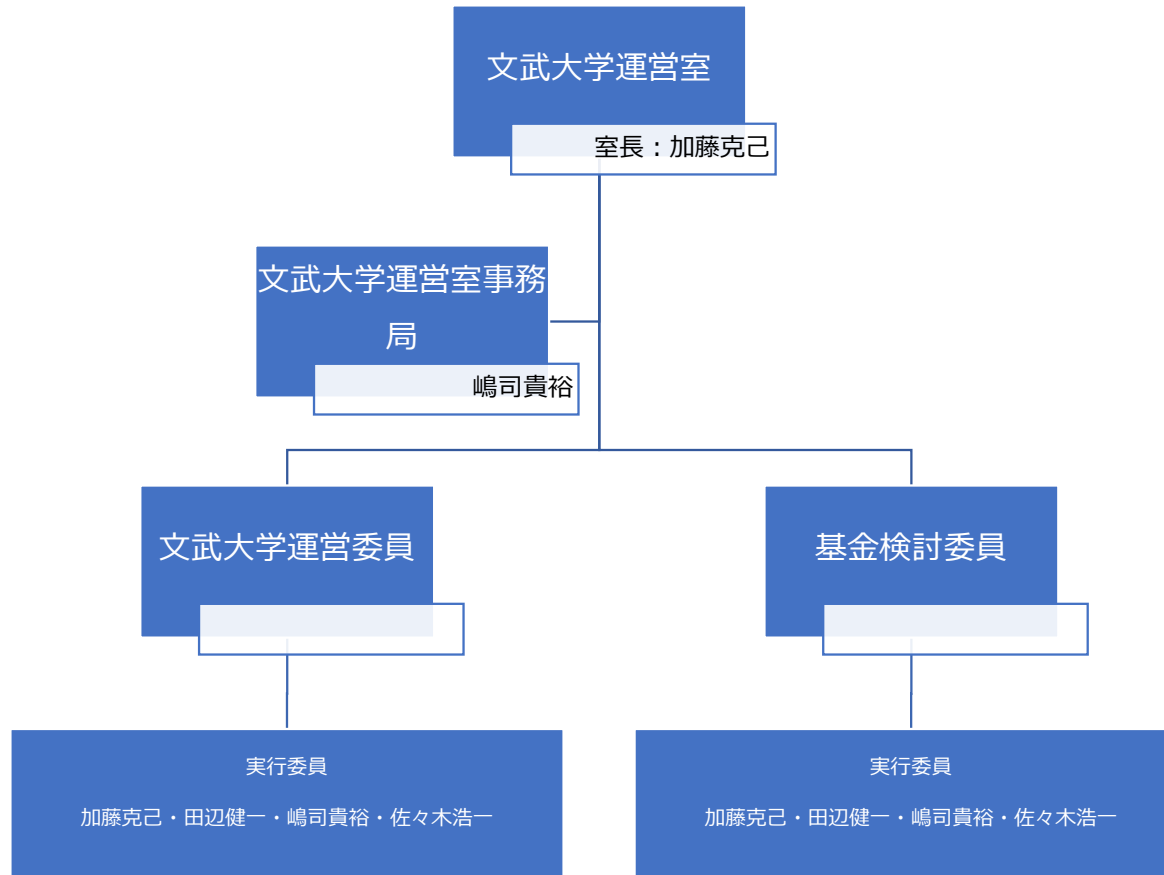 文武大学運営室
室長：加藤克己
文武大学運営室事務
局
嶋司貴裕
文武大学運営委員
基金検討委員
実行委員
加藤克己・田辺健一・嶋司貴裕・佐々木浩一
実行委員
加藤克己・田辺健一・嶋司貴裕・佐々木浩一